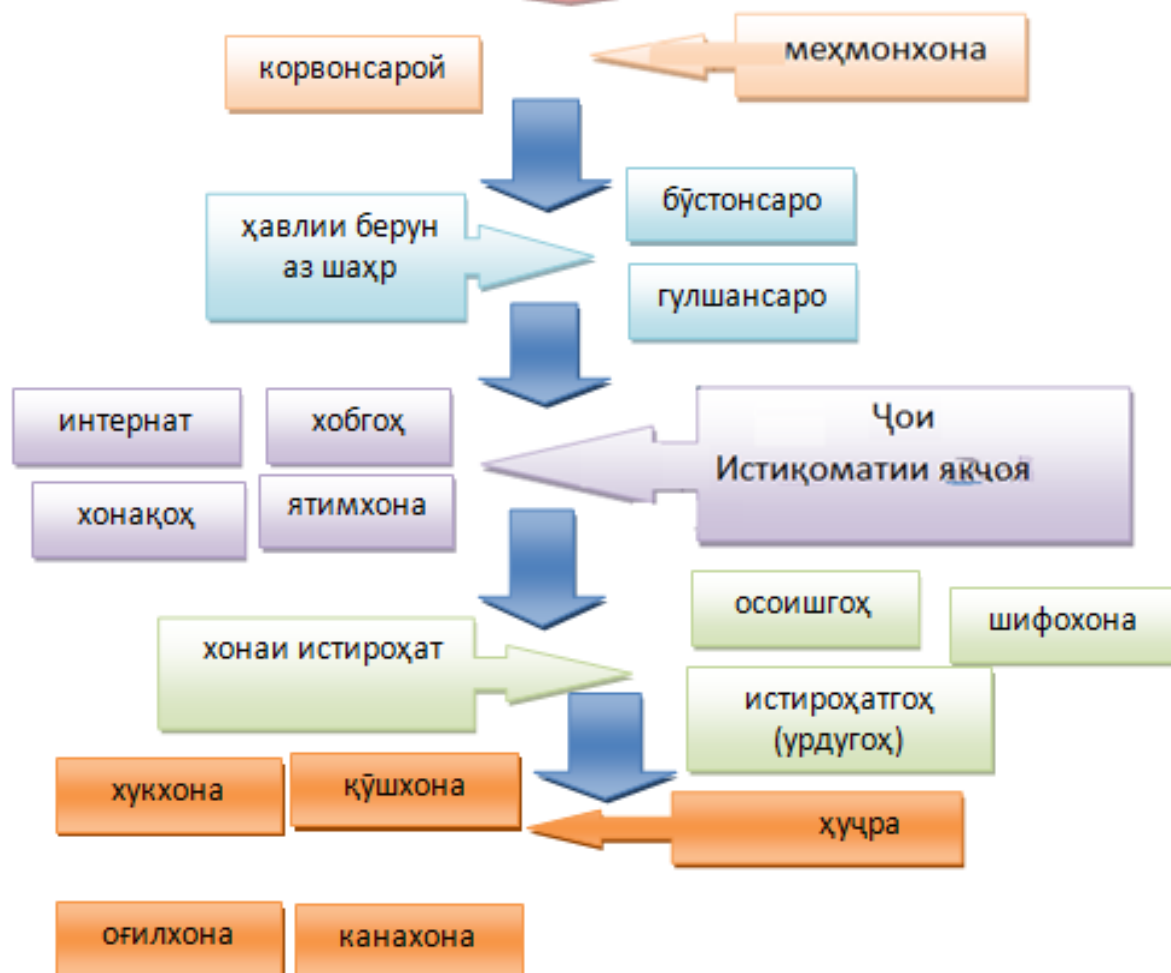 корвонсарой
меҳмонхона
ҳавлии берун
аз шаҳр
бӯстонсаро
гулшансаро
интернат
хобгоҳ
хонақоҳ
ятимхона
Ҷои
Истиқоматии якҷоя
хонаи истироҳат
осоишгоҳ
шифохона
истироҳатгоҳ
(урдугоҳ)
хукхона
қӯшхона
ҳуҷра
оғилхона
канахона